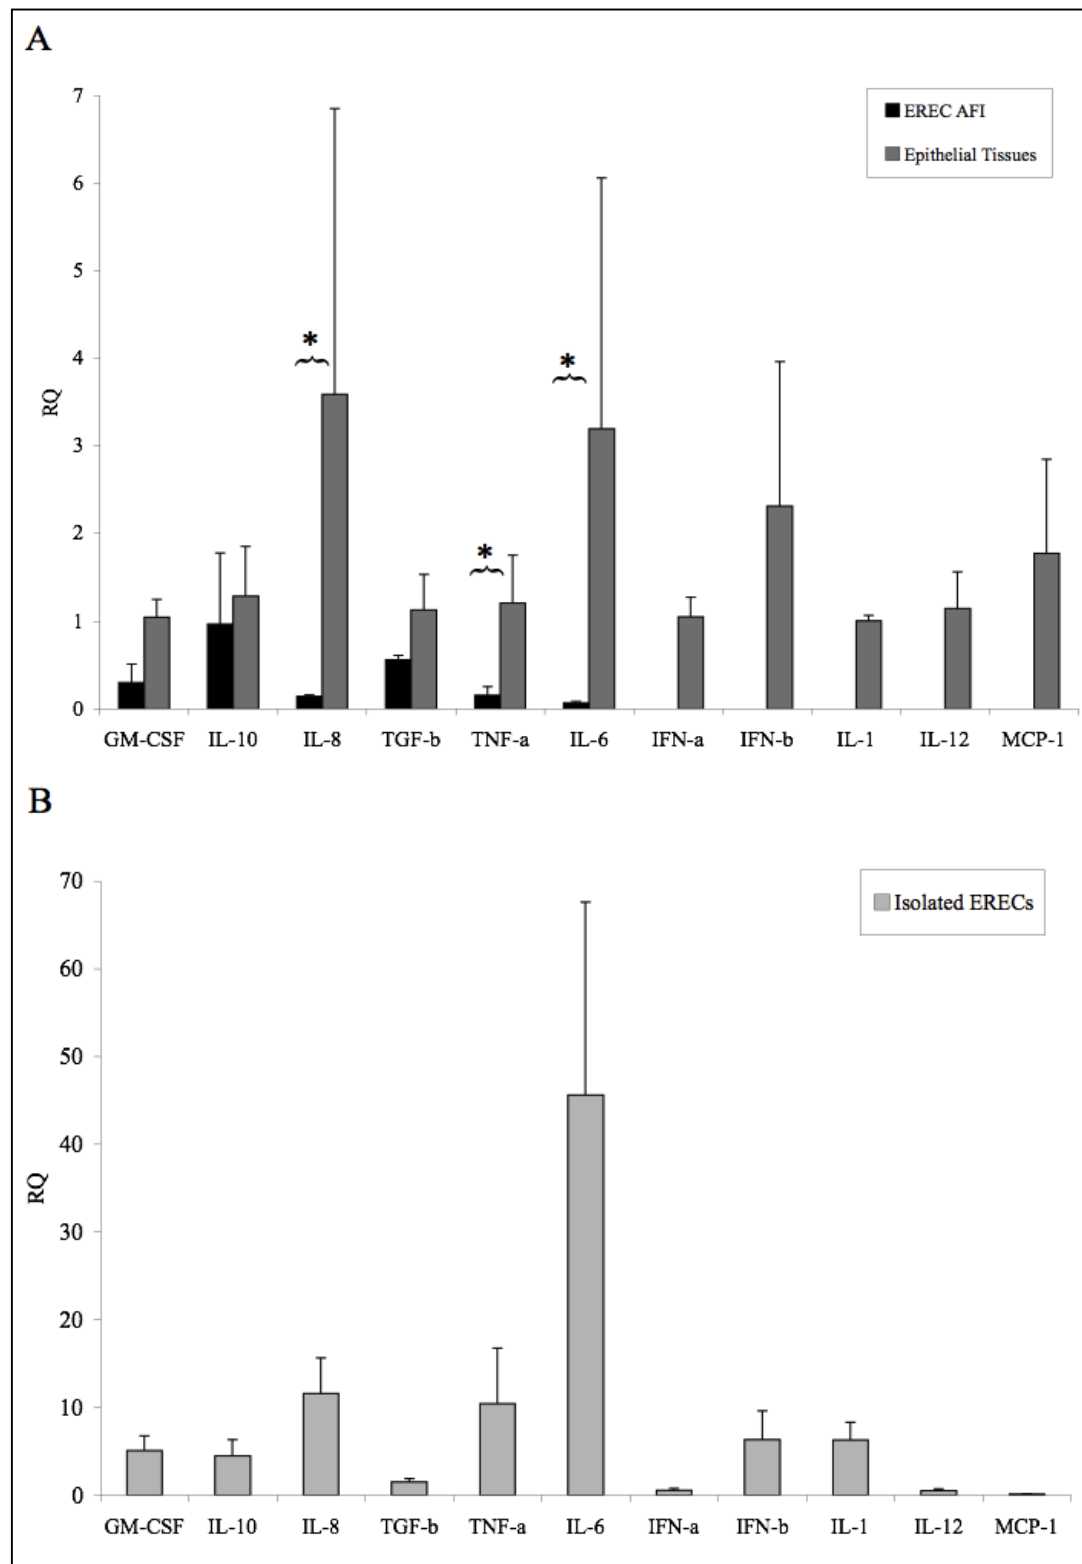 A
7
6
5
4
3
2
1
0
RQ
EREC AFI
Epithelial Tissues
*
*
*
GM-CSF IL-10 IL-8 TGF-b TNF-a IL-6 IFN-a IFN-b IL-1 IL-12 MCP-1
B
70
60
50
40
30
20
10
0
RQ
Isolated ERECs
GM-CSF IL-10 IL-8 TGF-b TNF-a IL-6 IFN-a IFN-b IL-1 IL-12 MCP-1